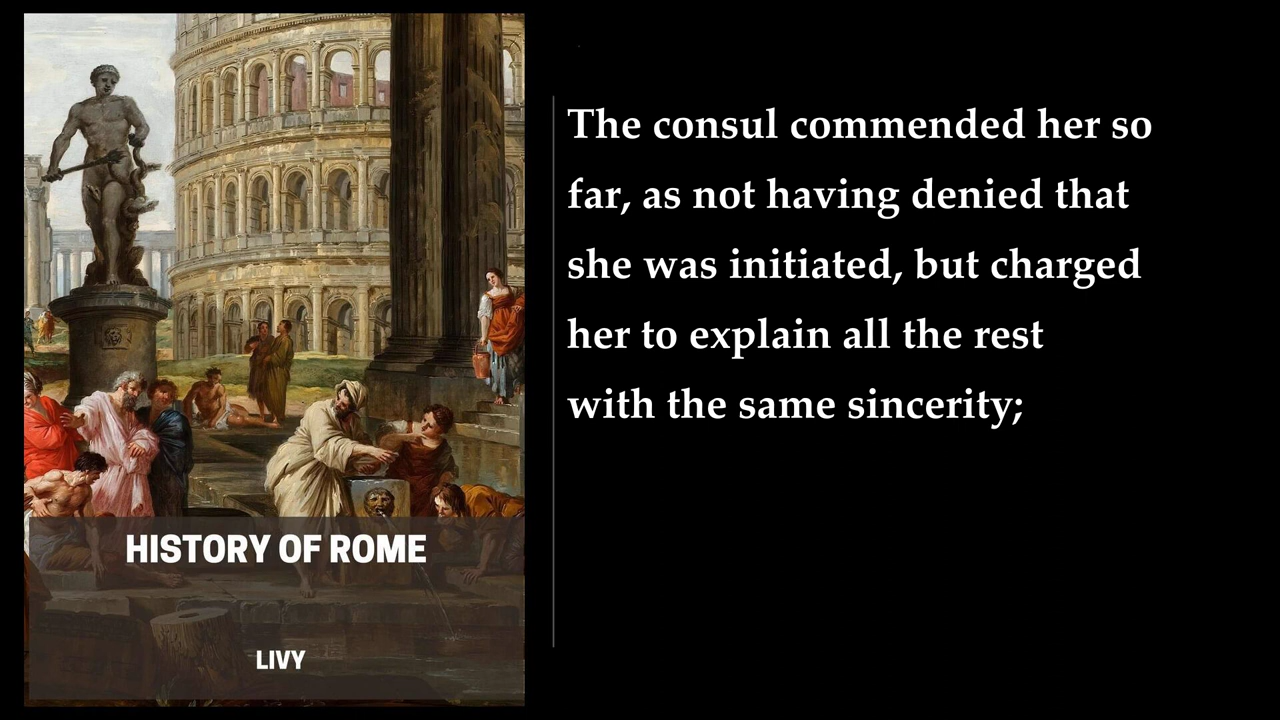 The consul commended her so
far, as not having denied that
she was initiated, but charged
her to explain all the rest
with the same sincerity;
HISTORY OF ROME
LIVY